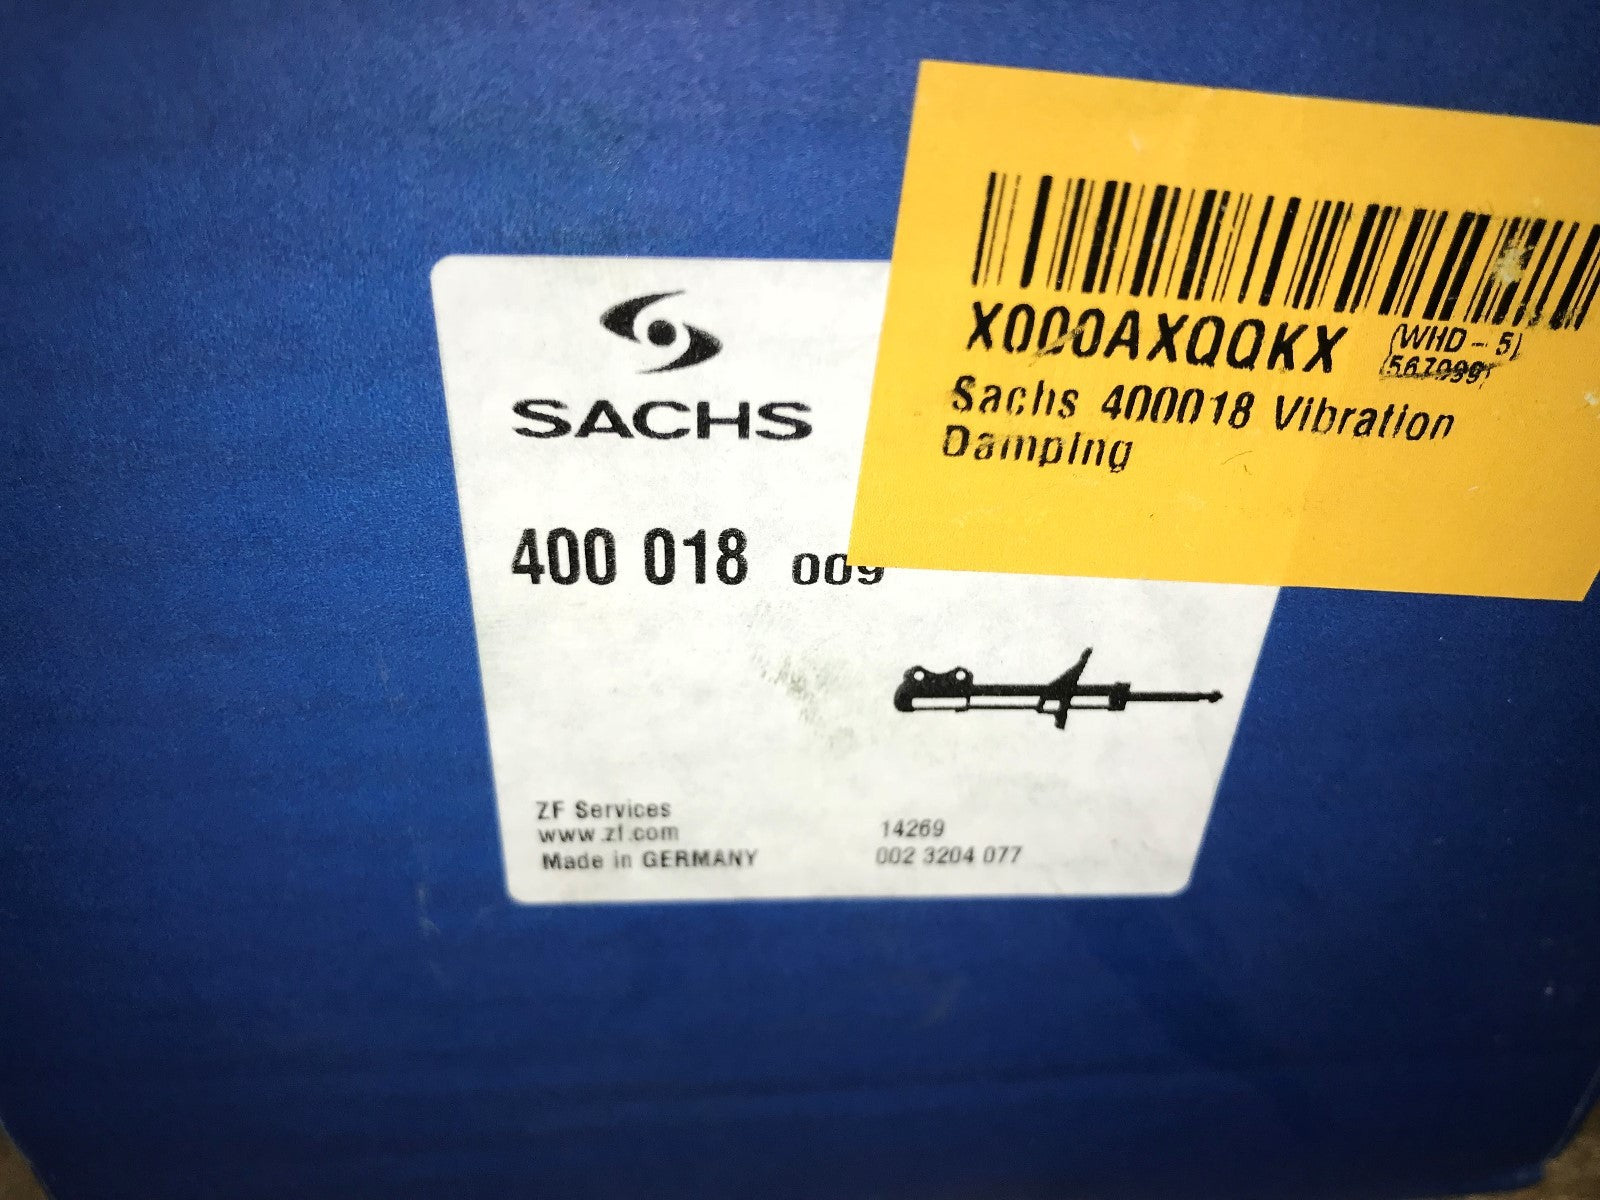 SACHS
400 018 009
ZF Services
www.zf.com
Made in GERMANY
14269
002 3204 077
X000AXQQKX (WHD - 5)
Sachs 400018 Vibration
Damping